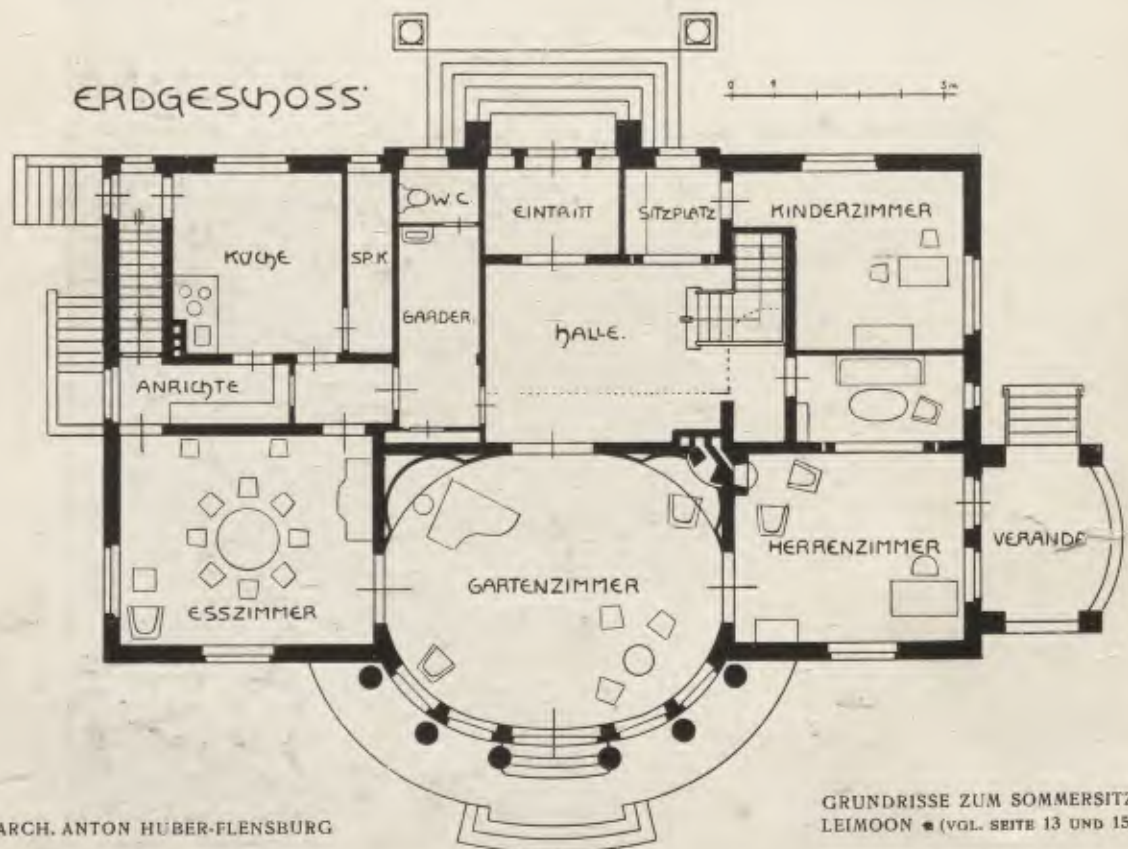 ERDGESCHOSS
0 1 5m
KÜCHE
SP.K
W.C.
EINTRITT
SITZPLATZ
KINDERZIMMER
GARDER.
HALLE.
ANRICHTE
ESSZIMMER
GARTENZIMMER
HERRENZIMMER
VERANDA
ARCH. ANTON HUBER-FLENSBURG
GRUNDRISSE ZUM SOMMERSITZ
LEIMOON (VGL. SEITE 13 UND 15